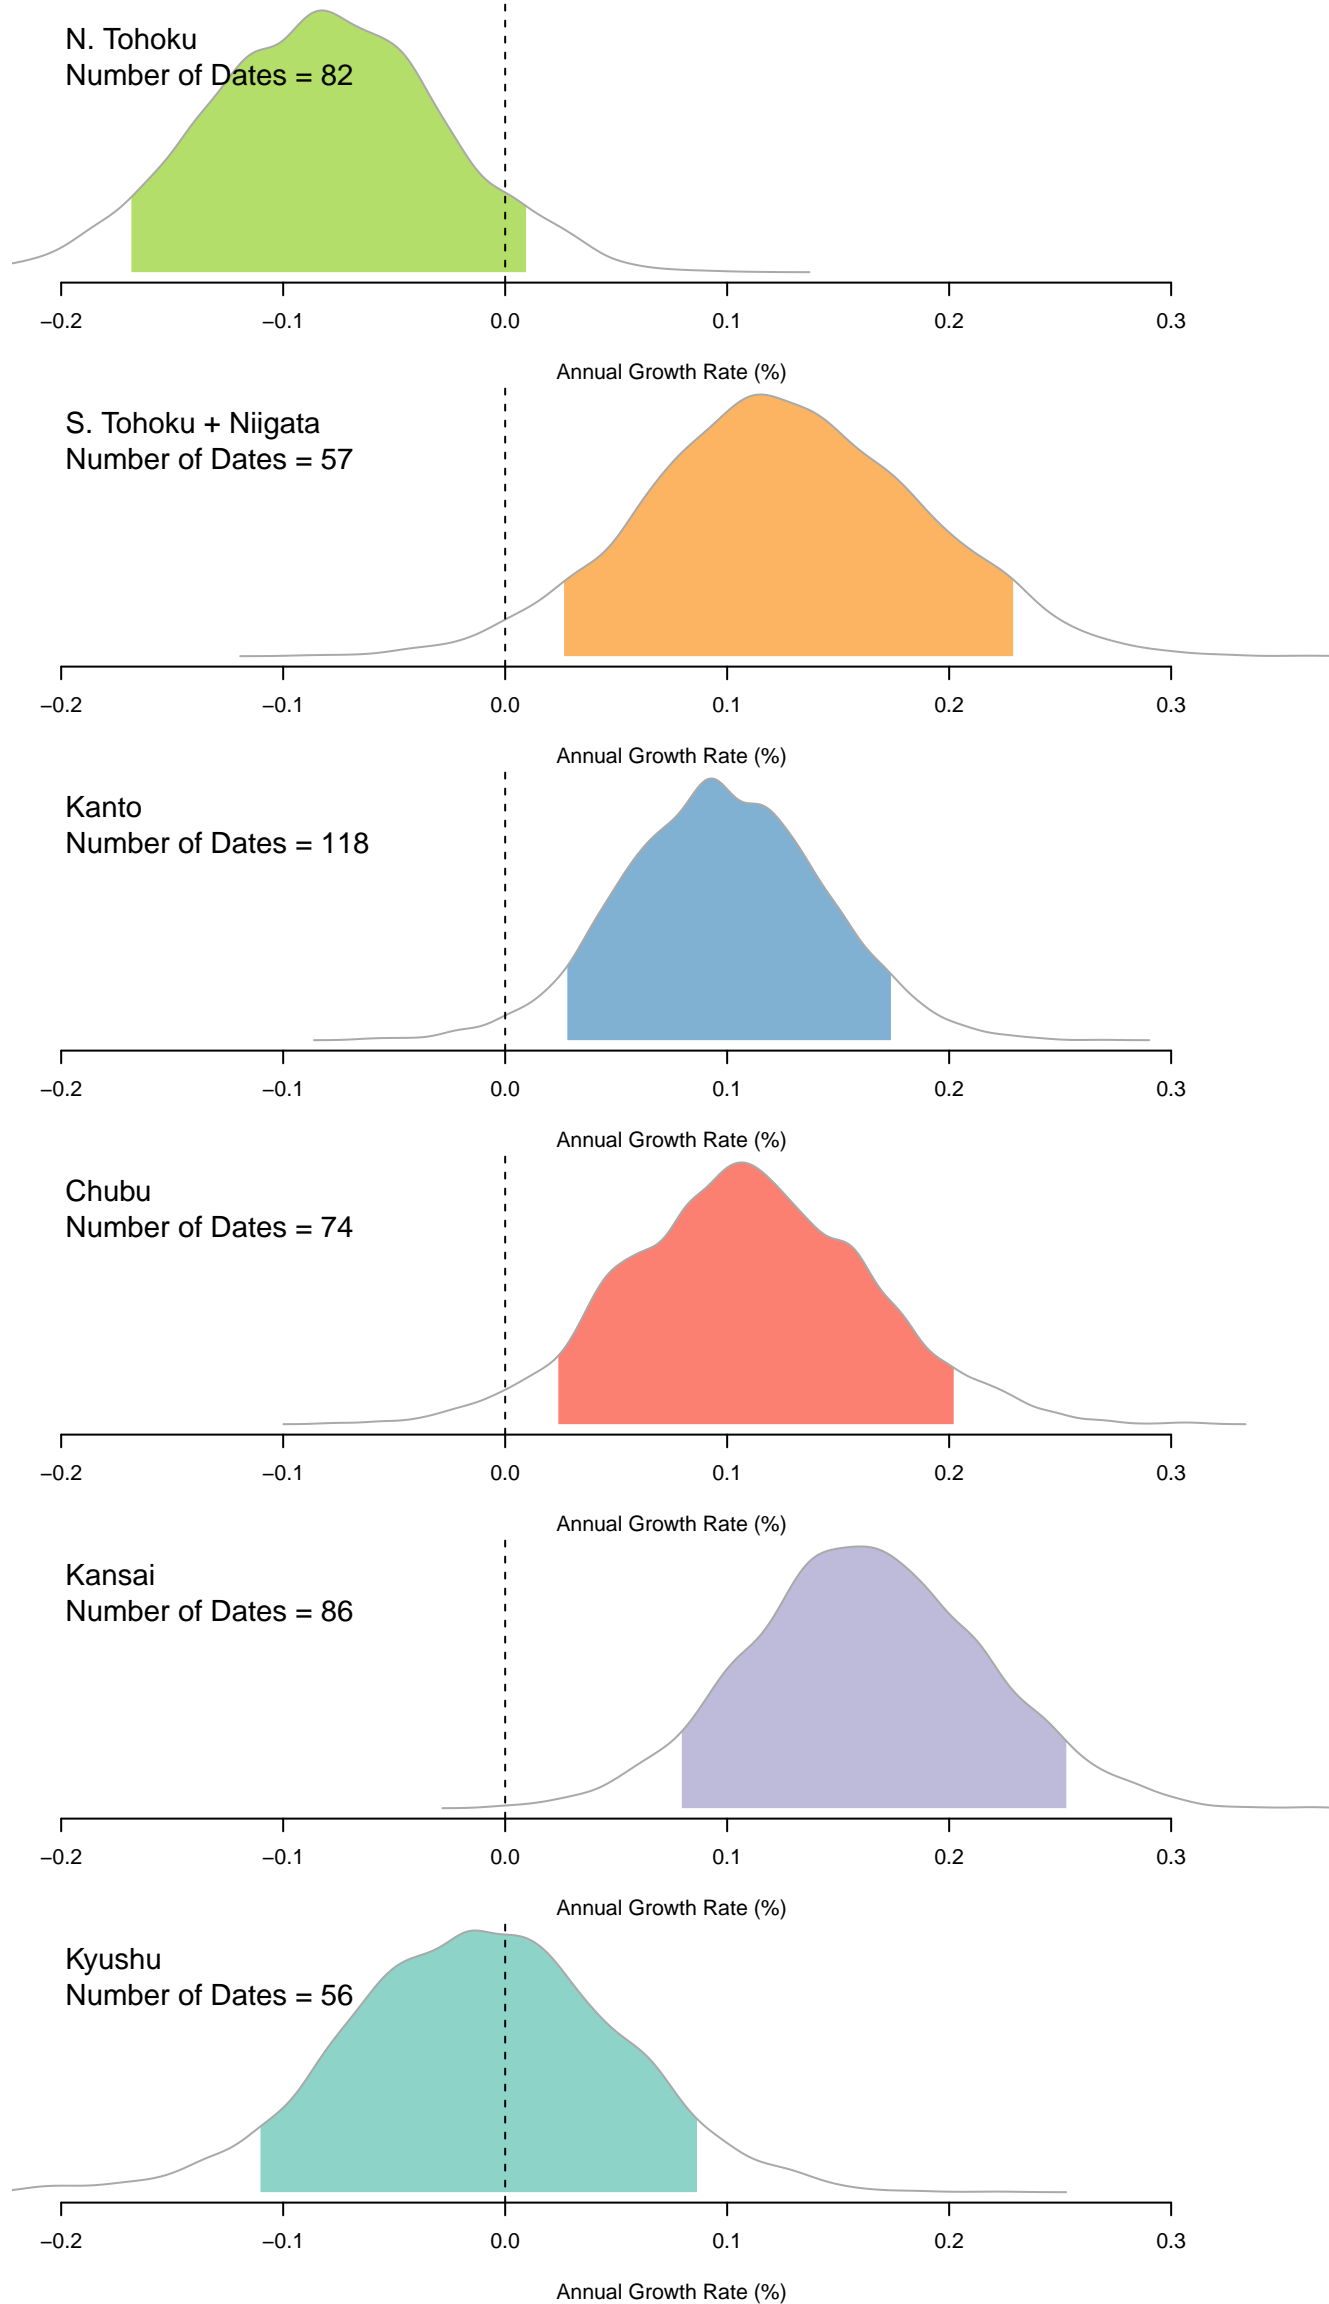 N. Tohoku
Number of Dates = 82
−0.2 −0.1 0.0 0.1 0.2 0.3
Annual Growth Rate (%)
S. Tohoku + Niigata
Number of Dates = 57
−0.2 −0.1 0.0 0.1 0.2 0.3
Annual Growth Rate (%)
Kanto
Number of Dates = 118
−0.2 −0.1 0.0 0.1 0.2 0.3
Annual Growth Rate (%)
Chubu
Number of Dates = 74
−0.2 −0.1 0.0 0.1 0.2 0.3
Annual Growth Rate (%)
Kansai
Number of Dates = 86
−0.2 −0.1 0.0 0.1 0.2 0.3
Annual Growth Rate (%)
Kyushu
Number of Dates = 56
−0.2 −0.1 0.0 0.1 0.2 0.3
Annual Growth Rate (%)